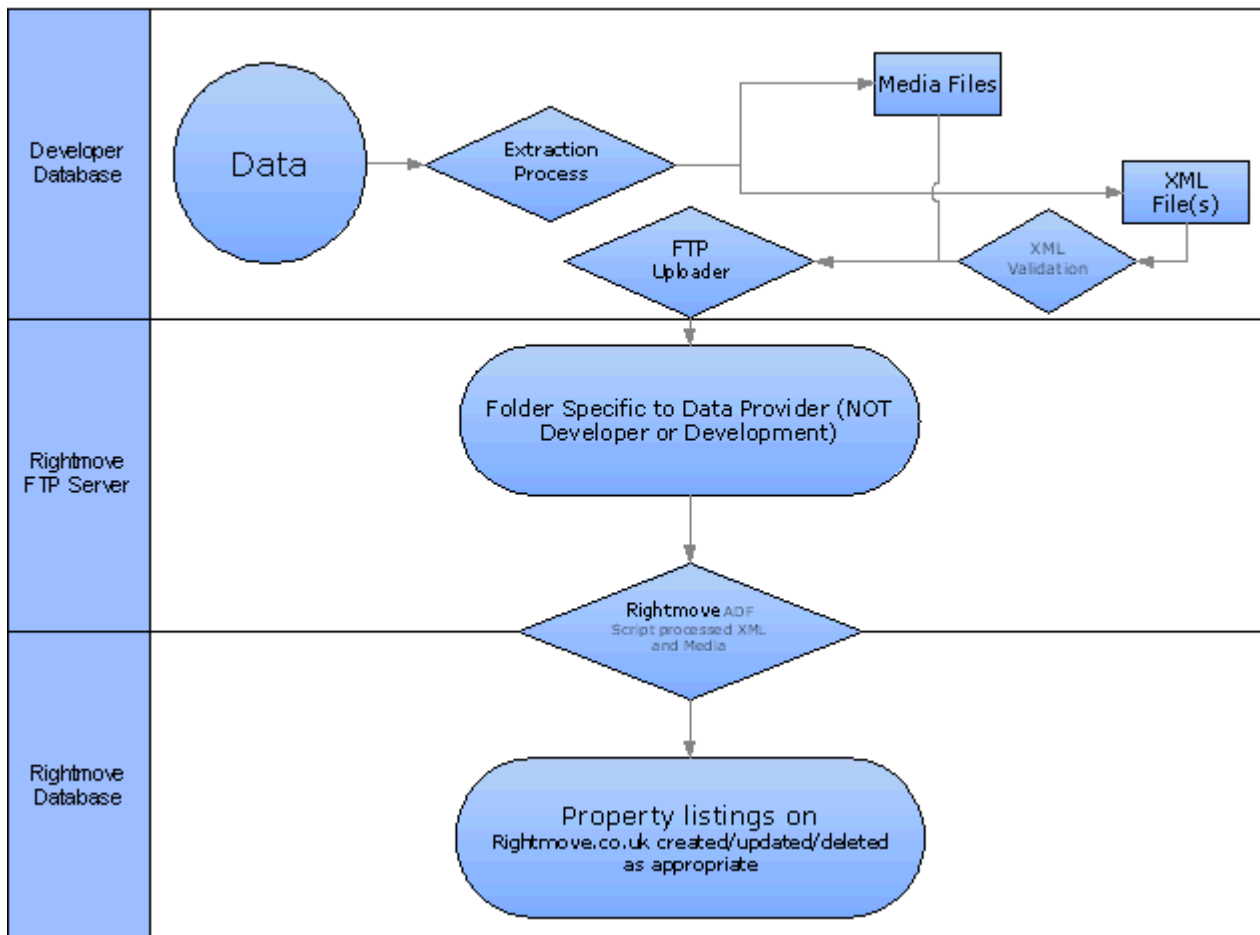 Developer
Database
Data
Extraction
Process
Media Files
XML
File(s)
FTP
Uploader
XML
Validation
Rightmove
FTP Server
Folder Specific to Data Provider (NOT
Developer or Development)
Rightmove ADF
Script processed XML
and Media
Rightmove
Database
Property listings on
Rightmove.co.uk created/updated/deleted
as appropriate